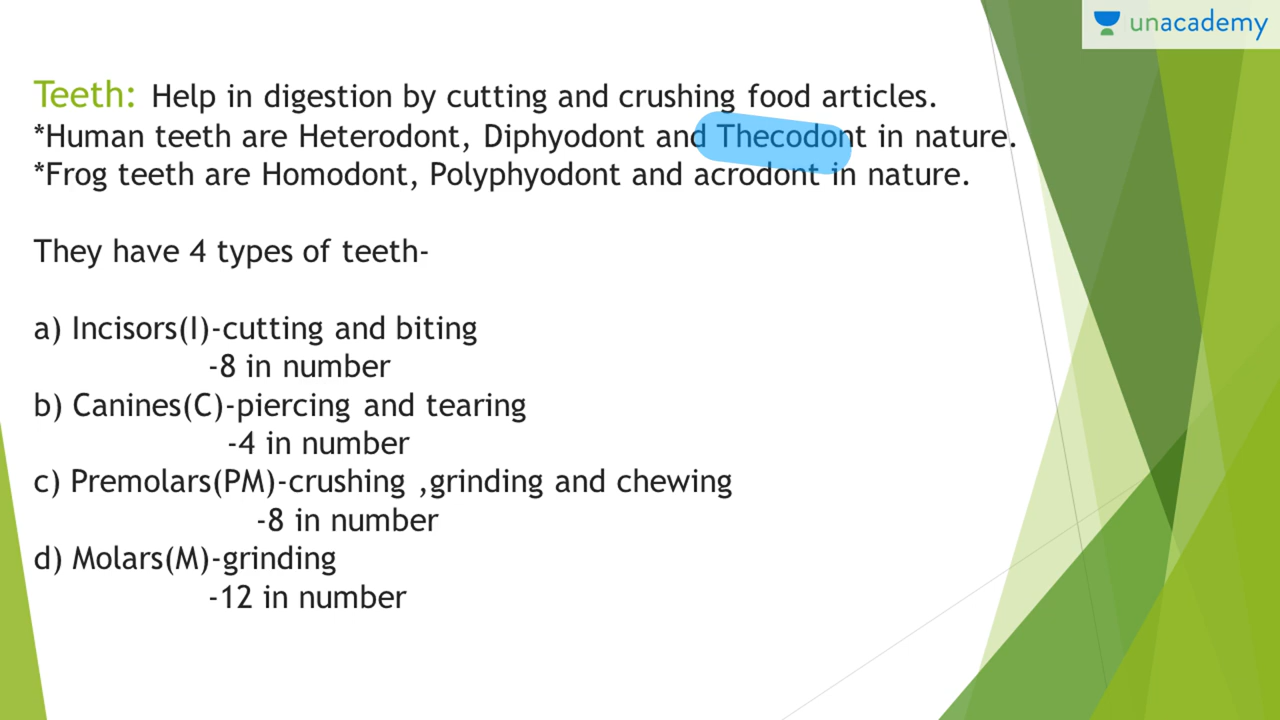 unacademy
Teeth: Help in digestion by cutting and crushing food articles.
*Human teeth are Heterodont, Diphyodont and Thecodont in nature.
*Frog teeth are Homodont, Polyphyodont and acrodont in nature.
They have 4 types of teeth-
a) Incisors(I)-cutting and biting
-8 in number
b) Canines(C)-piercing and tearing
-4 in number
c) Premolars(PM)-crushing ,grinding and chewing
-8 in number
d) Molars(M)-grinding
-12 in number